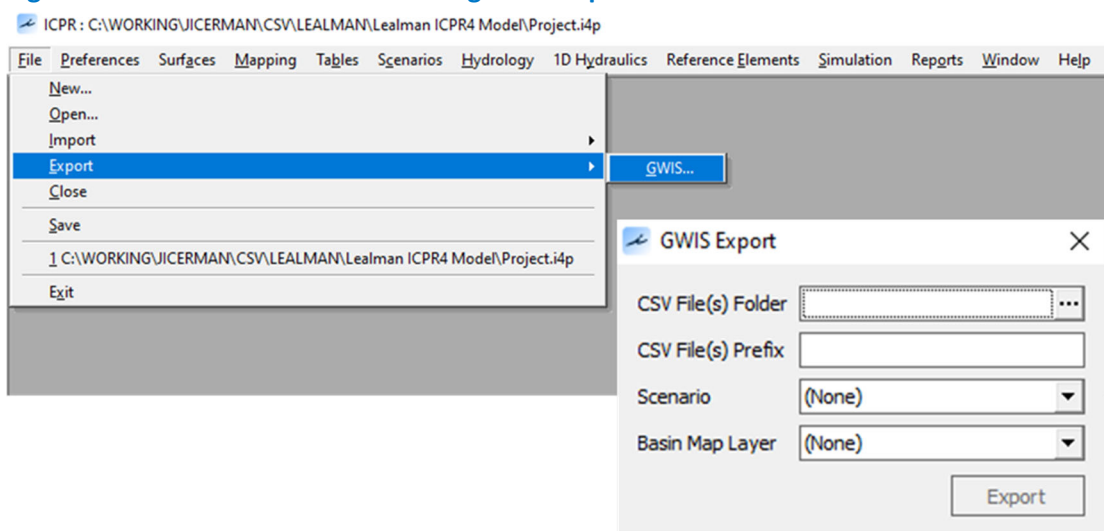 ICPR : C:\WORKING\JICERMAN\CSV\LEALMAN\Lealman ICPR4 Model\Project.i4p
File Preferences Surfaces Mapping Tables Scenarios Hydrology 1D Hydraulics Reference Elements Simulation Reports Window Help
New...
Open...
Import
Export
GWIS...
Close
Save
1 C:\WORKING\JICERMAN\CSV\LEALMAN\Lealman ICPR4 Model\Project.i4p
Exit
GWIS Export
CSV File(s) Folder ...
CSV File(s) Prefix
Scenario (None)
Basin Map Layer (None)
Export